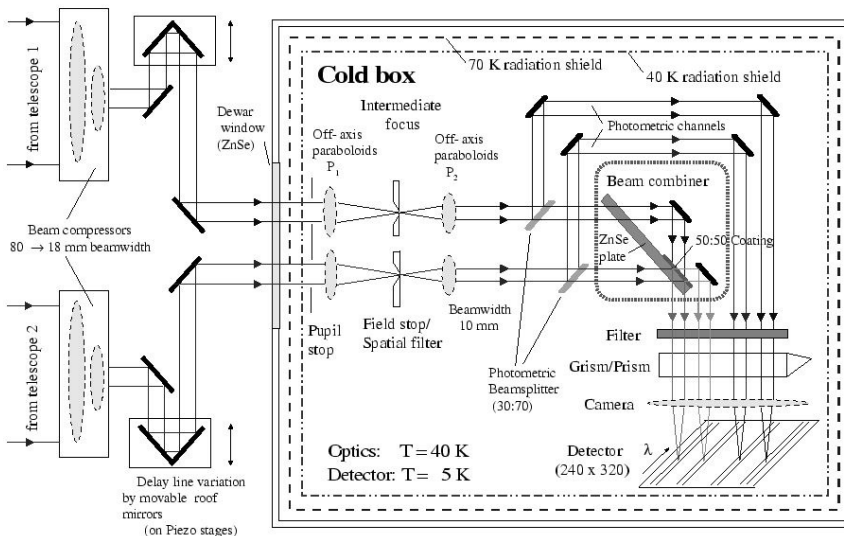 from telescope 1
70 K radiation shield
40 K radiation shield
Cold box
Dewar
window
(ZnSe)
Intermediate
focus
Off- axis
paraboloids
P1
Off- axis
paraboloids
P2
Photometric channels
Beam combiner
Beam compressors
80 → 18 mm beamwidth
ZnSe
plate
50:50 Coating
from telescope 2
Pupil
stop
Field stop/
Spatial filter
Beamwidth
10 mm
Filter
Grism/Prism
Photometric
Beamsplitter
(30:70)
Camera
Optics: T = 40 K
Detector: T = 5 K
Detector
(240 x 320)
λ
Delay line variation
by movable roof
mirrors
(on Piezo stages)